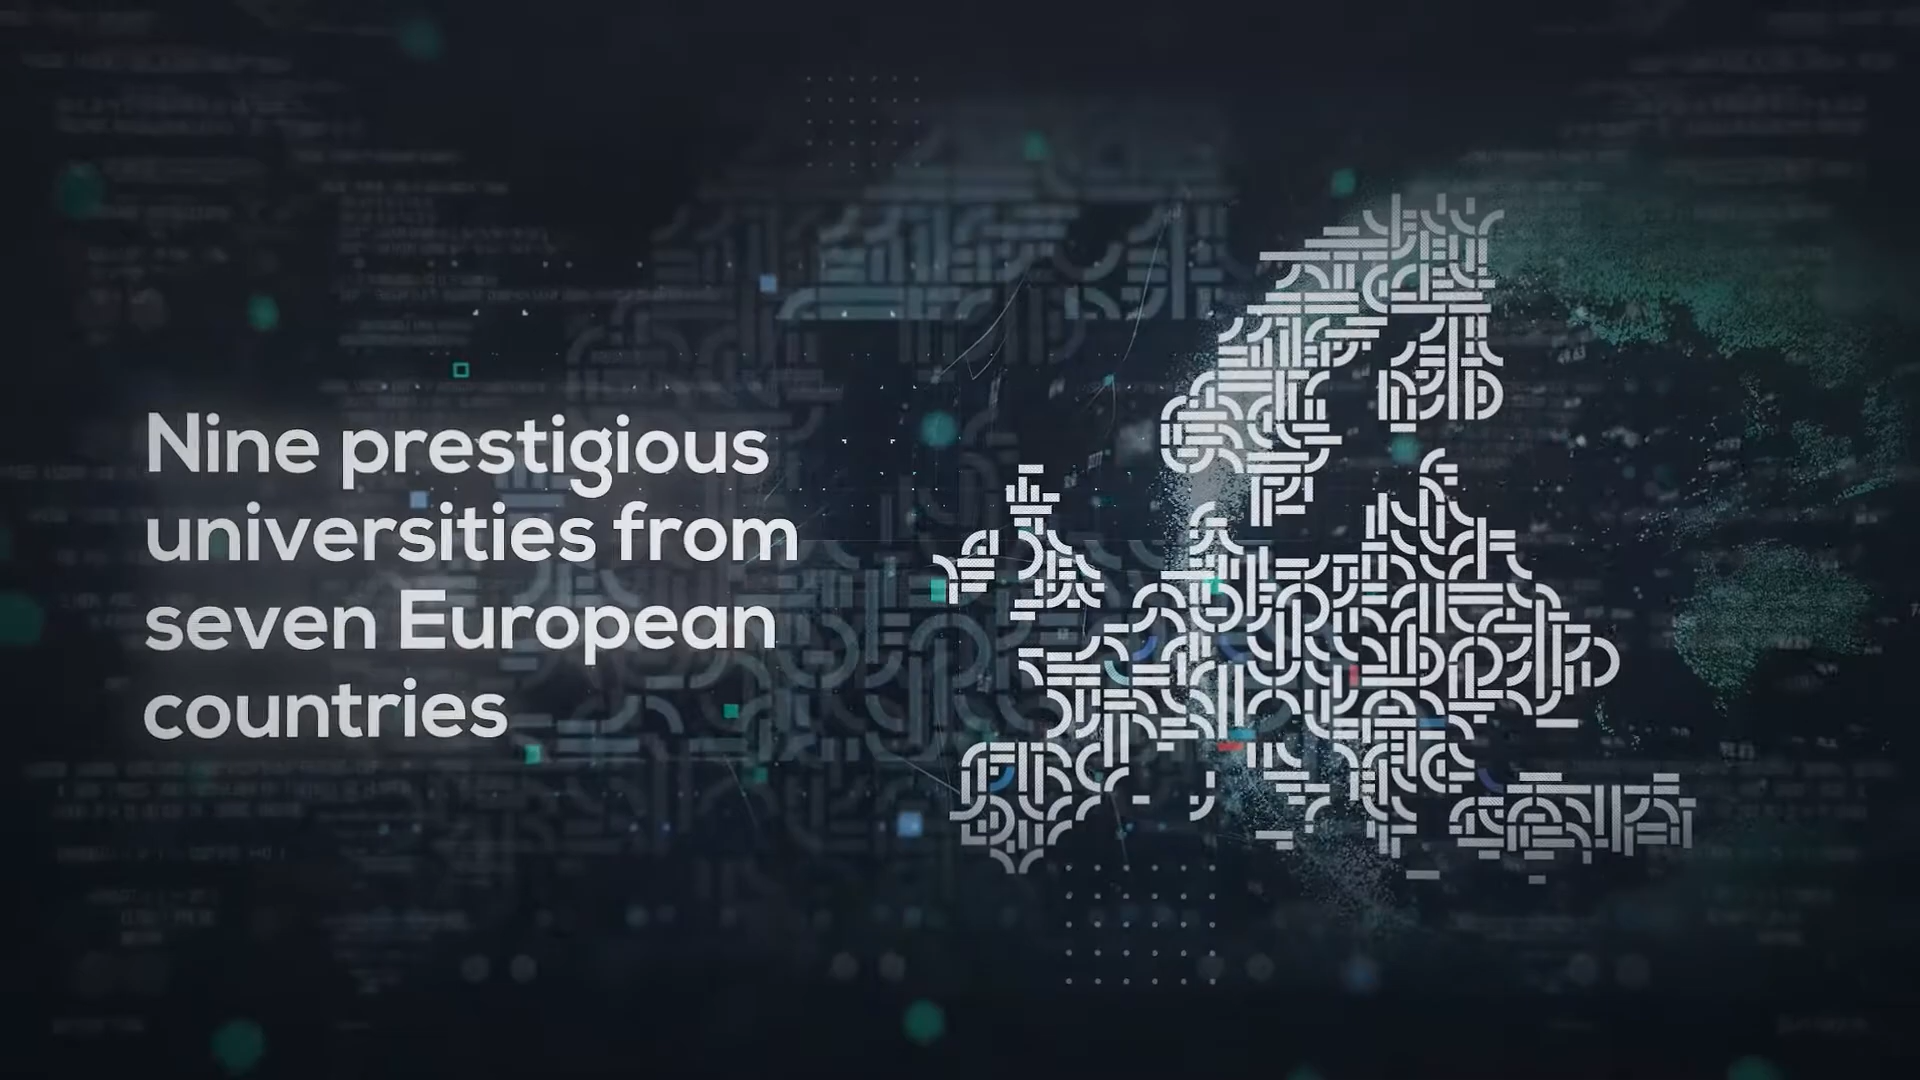 Nine prestigious
universities from
seven European
countries